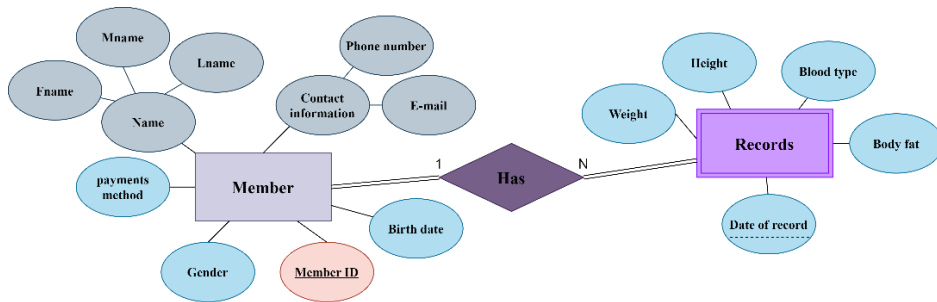 Mname
Phone number
Lname
Height
Blood type
Fname
Contact
information
E-mail
Name
Weight
Records
Body fat
1
N
payments
method
Member
Has
Birth date
Date of record
Gender
Member ID